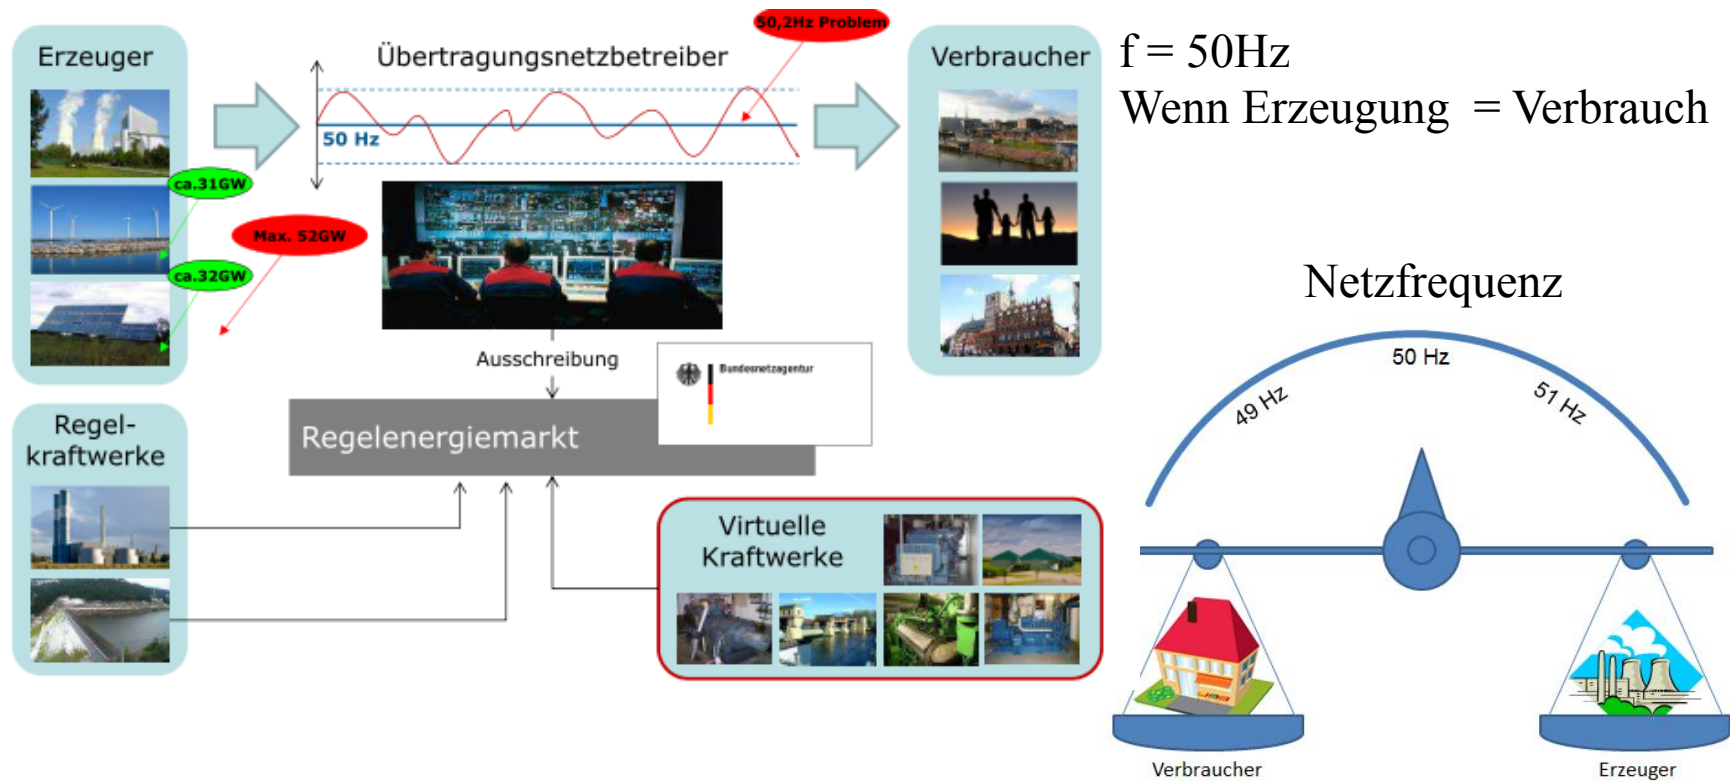 Erzeuger
Übertragungsnetzbetreiber
50,2Hz Problem
Verbraucher
f = 50Hz
Wenn Erzeugung = Verbrauch
50 Hz
ca.31GW
Max. 52GW
ca.32GW
Ausschreibung
Bundesnetzagentur
Regelenergiemarkt
Regel-
kraftwerke
Virtuelle
Kraftwerke
Netzfrequenz
49 Hz
50 Hz
51 Hz
Verbraucher
Erzeuger